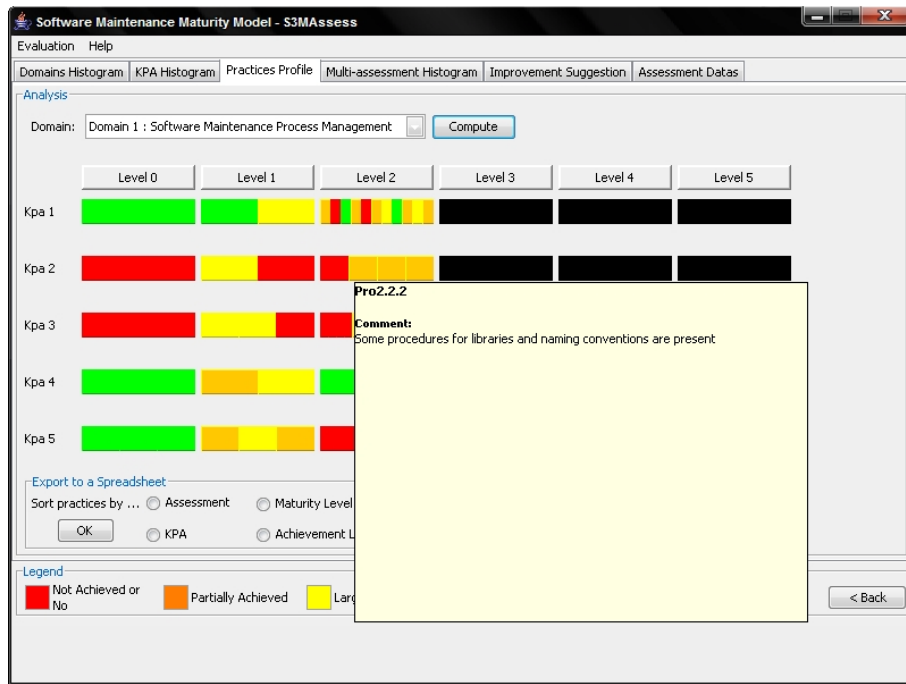 Software Maintenance Maturity Model - S3MAssess
Evaluation Help
Domains Histogram KPA Histogram Practices Profile Multi-assessment Histogram Improvement Suggestion Assessment Datas
Analysis
Domain: Domain 1 : Software Maintenance Process Management Compute
Level 0 Level 1 Level 2 Level 3 Level 4 Level 5
Kpa 1
Kpa 2
Pro2.2.2
Kpa 3
Comment:
Some procedures for libraries and naming conventions are present
Kpa 4
Kpa 5
Export to a Spreadsheet
Sort practices by ... Assessment Maturity Level
OK KPA Achievement L
Legend
Not Achieved or
No
Partially Achieved
Larg
< Back